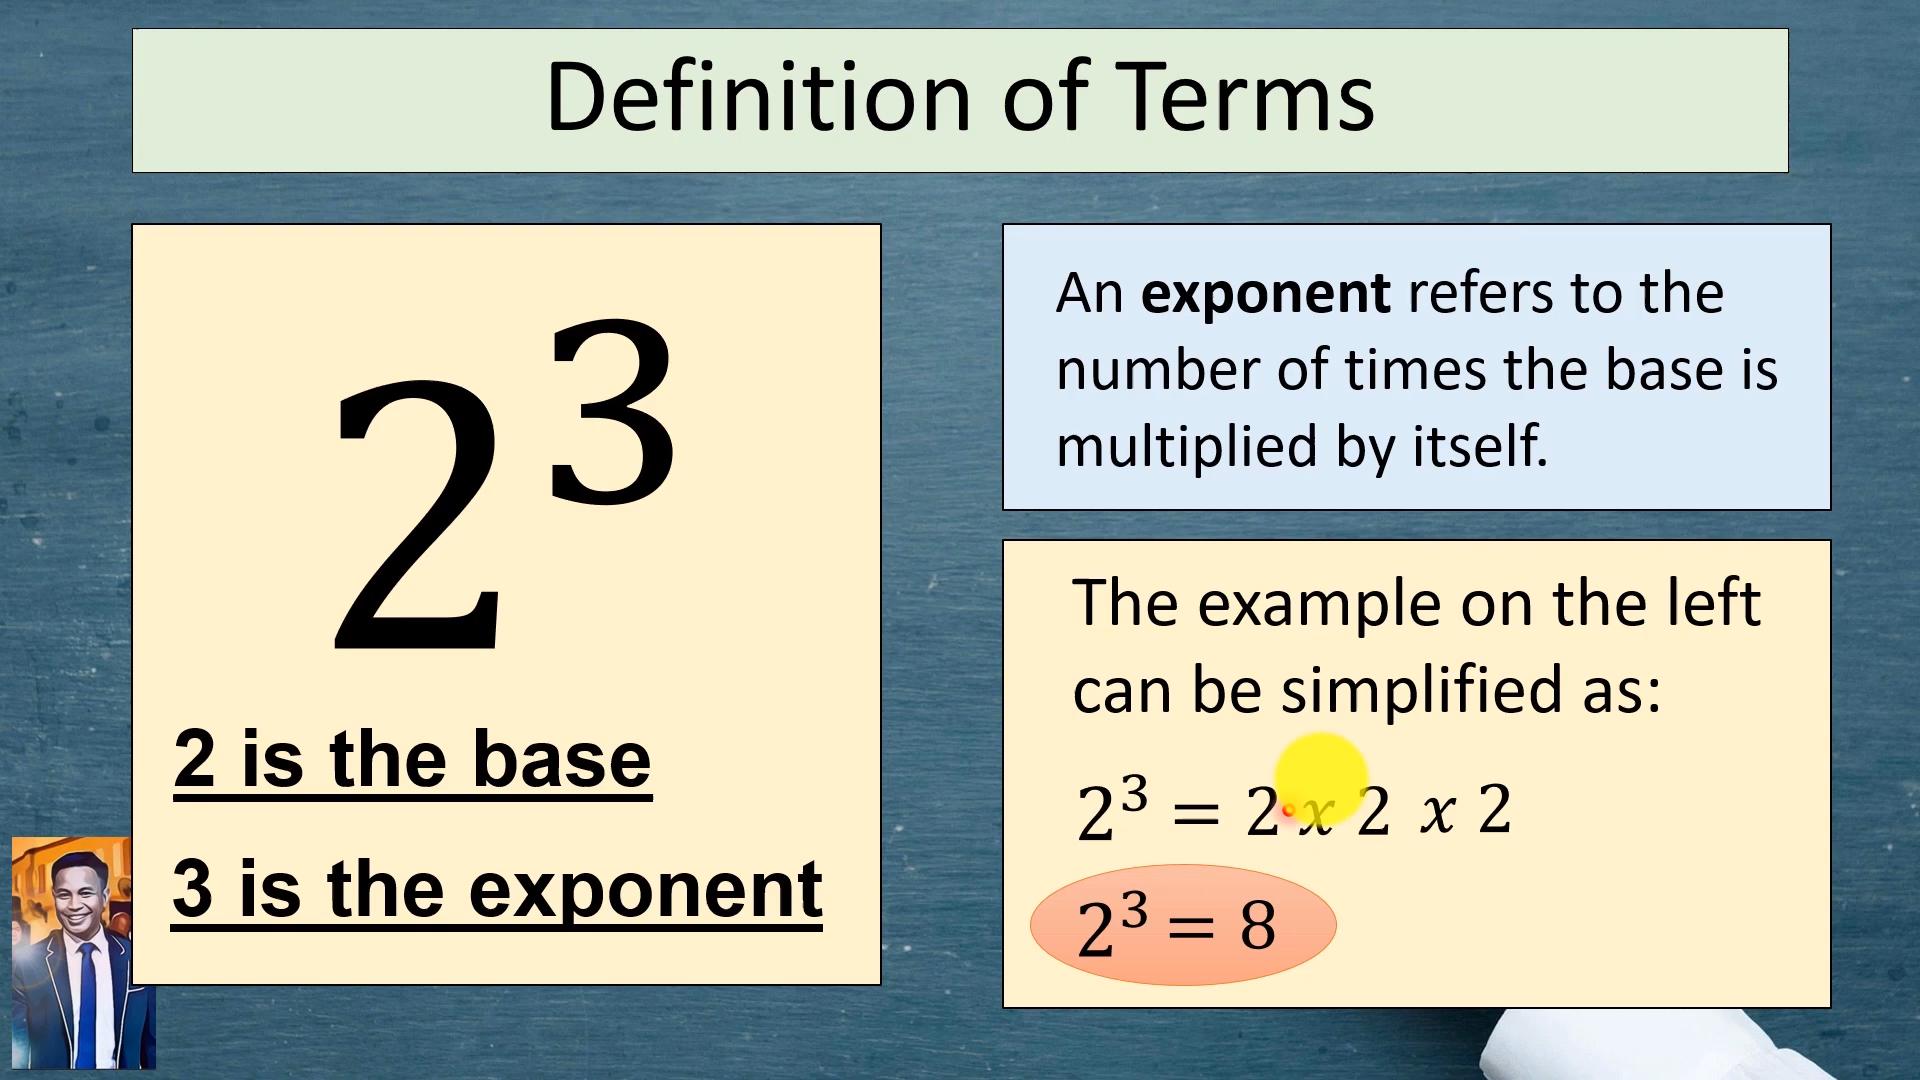 Definition of Terms
2³
2 is the base
3 is the exponent
An exponent refers to the
number of times the base is
multiplied by itself.
The example on the left
can be simplified as:
2³ = 2 x 2 x 2
2³ = 8